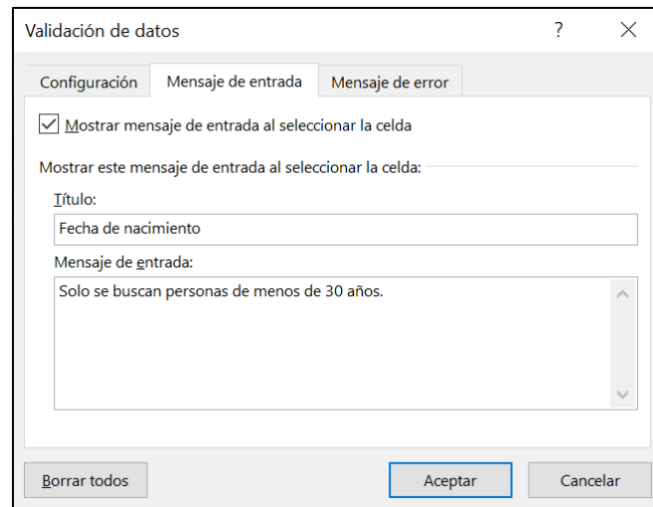 Validación de datos ?
Configuración Mensaje de entrada Mensaje de error
Mostrar mensaje de entrada al seleccionar la celda
Mostrar este mensaje de entrada al seleccionar la celda:
Título:
Fecha de nacimiento
Mensaje de entrada:
Solo se buscan personas de menos de 30 años.
Borrar todos Aceptar Cancelar